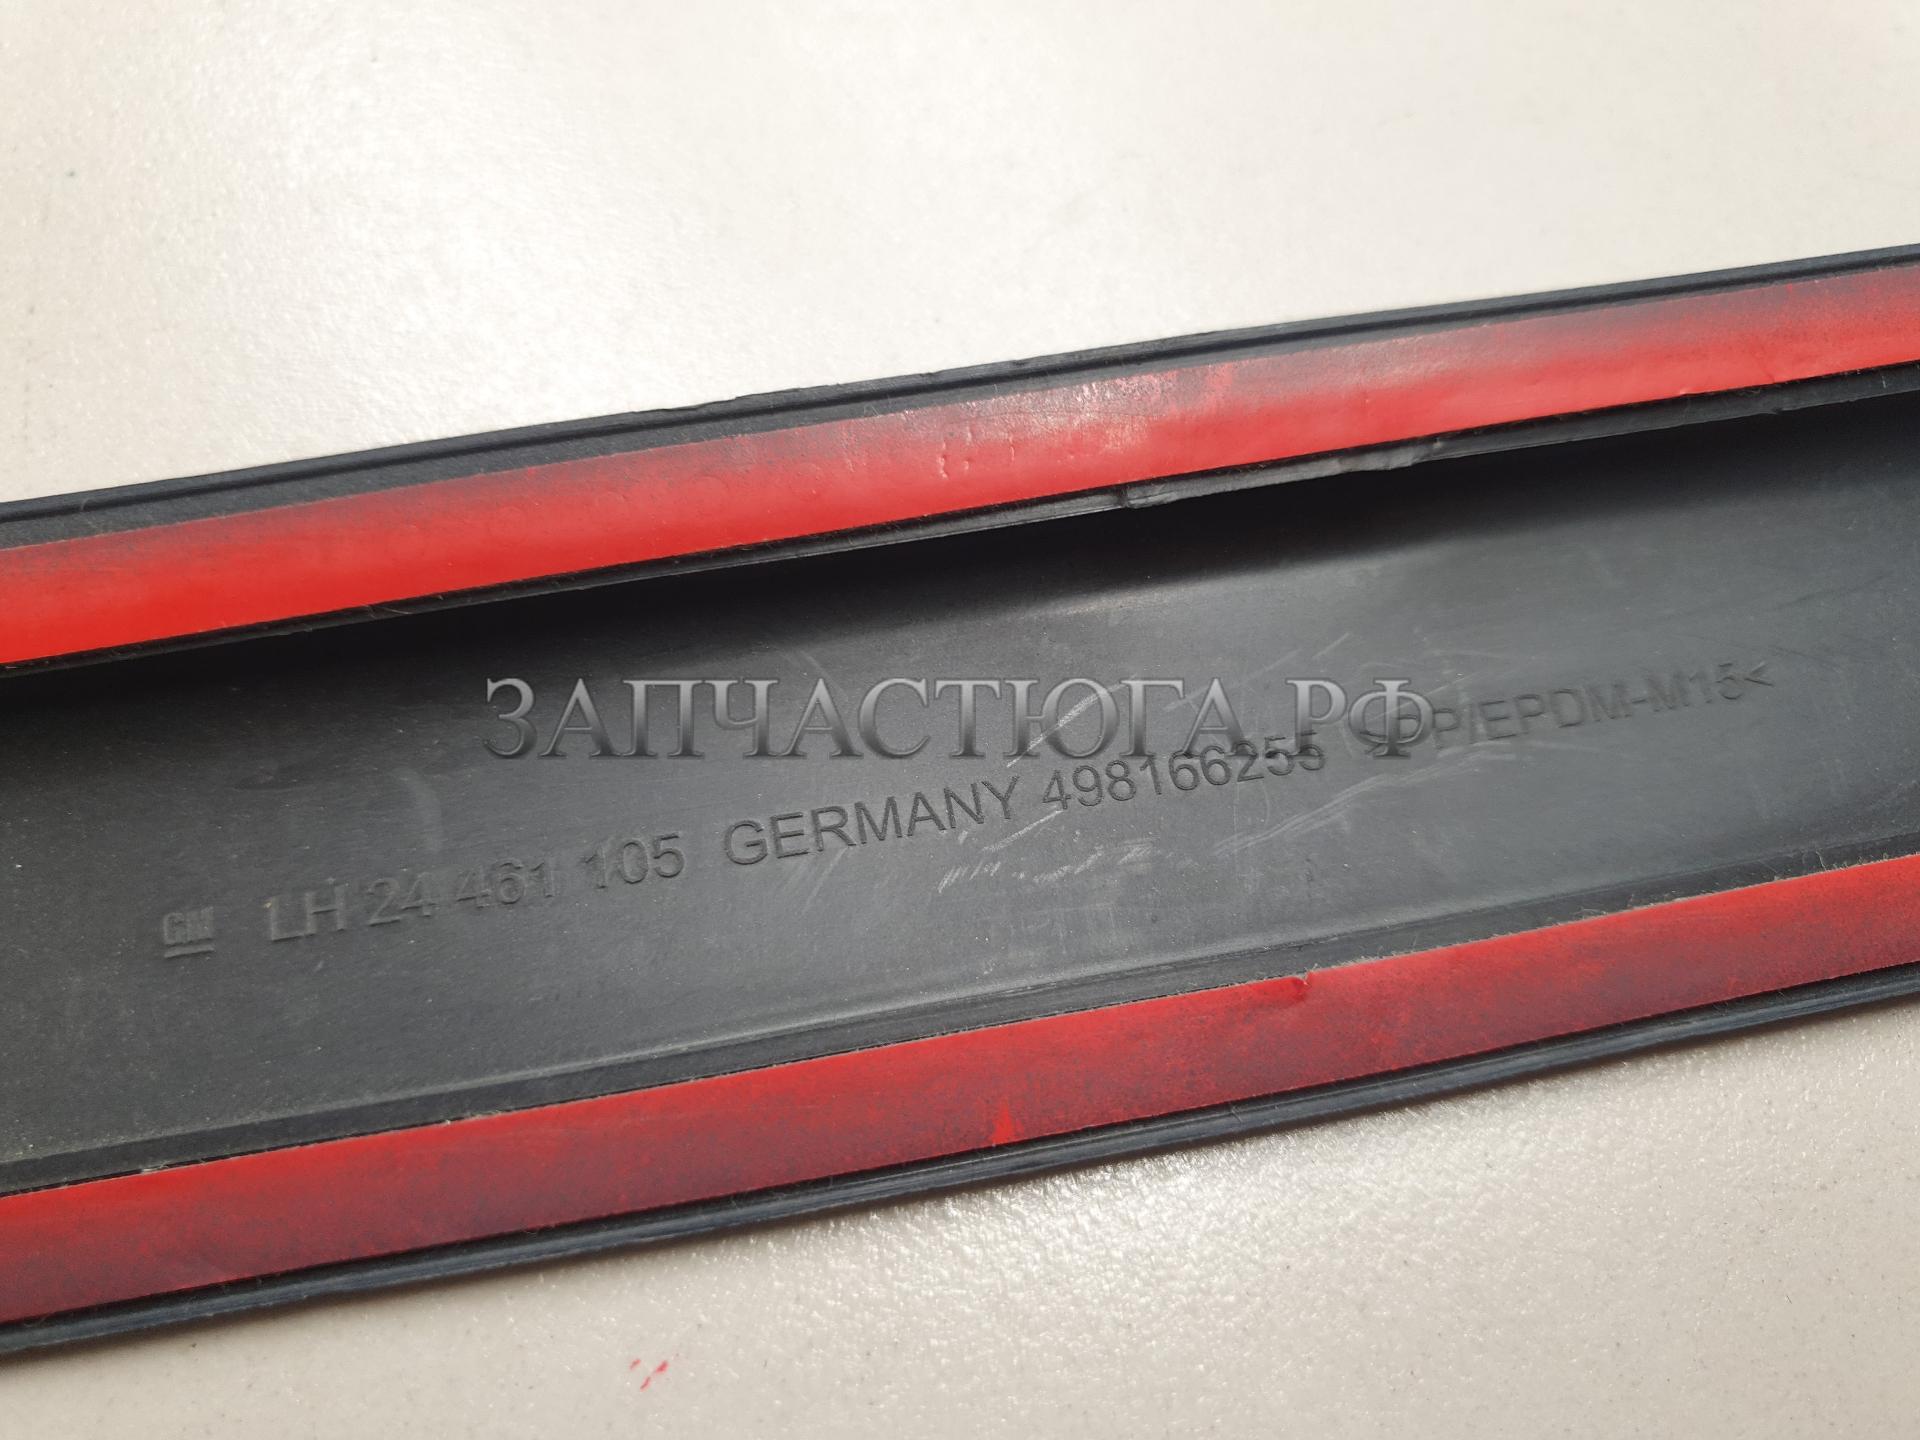 ЗАПЧАСТЮГА.РФ
GM LH 24 461 105 GERMANY 498166255 >PP/EPDM-M15<